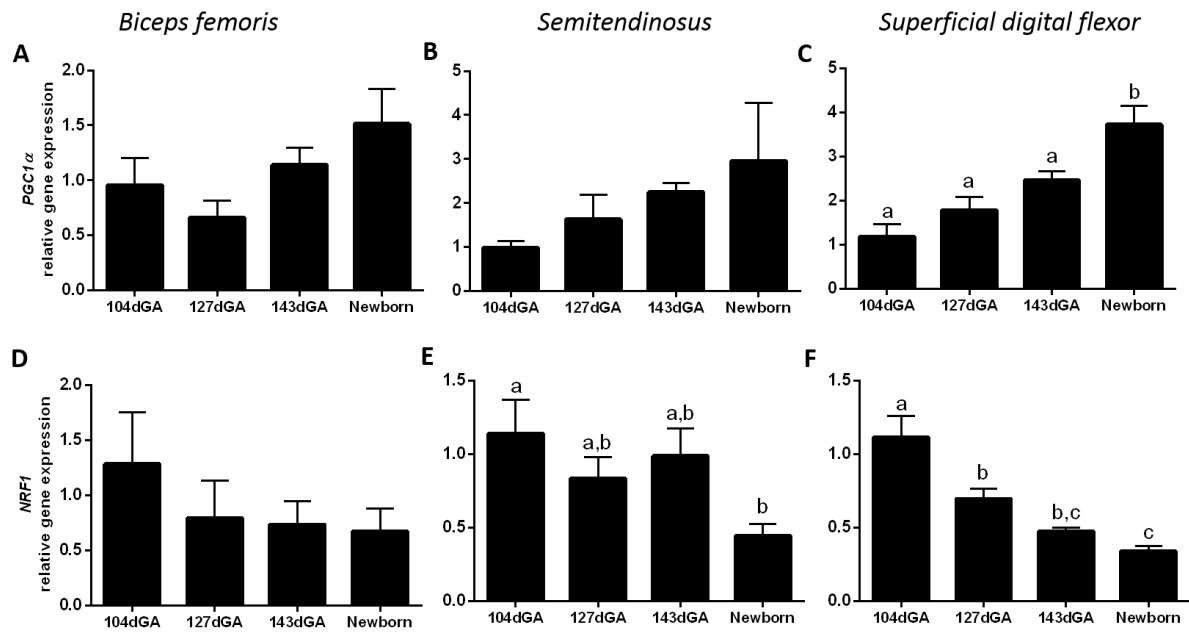 Biceps femoris
Semitendinosus
Superficial digital flexor
A
PGC1α
relative gene expression
2.0
1.5
1.0
0.5
0.0
104dGA 127dGA 143dGA Newborn
B
5
4
3
2
1
0
104dGA 127dGA 143dGA Newborn
C
5
4
3
2
1
0
a
a
a
b
104dGA 127dGA 143dGA Newborn
D
NRF1
relative gene expression
2.0
1.5
1.0
0.5
0.0
104dGA 127dGA 143dGA Newborn
E
1.5
1.0
0.5
0.0
a
a,b
a,b
b
104dGA 127dGA 143dGA Newborn
F
1.5
1.0
0.5
0.0
a
b
b,c
c
104dGA 127dGA 143dGA Newborn